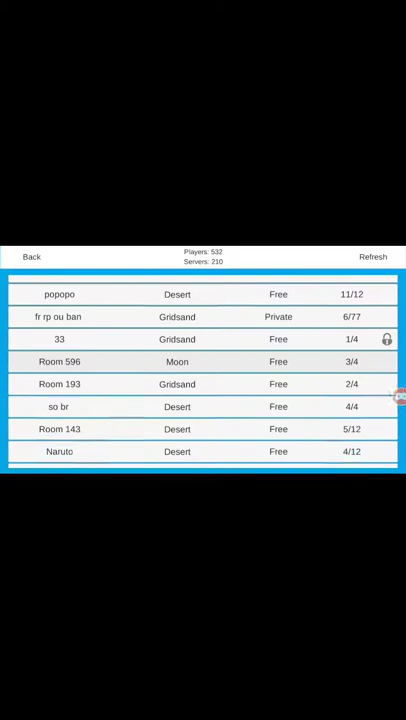 Back
Players: 532
Servers: 210
Refresh
popopo Desert Free 11/12
fr rp ou ban Gridsand Private 6/77
33 Gridsand Free 1/4
Room 596 Moon Free 3/4
Room 193 Gridsand Free 2/4
so br Desert Free 4/4
Room 143 Desert Free 5/12
Naruto Desert Free 4/12